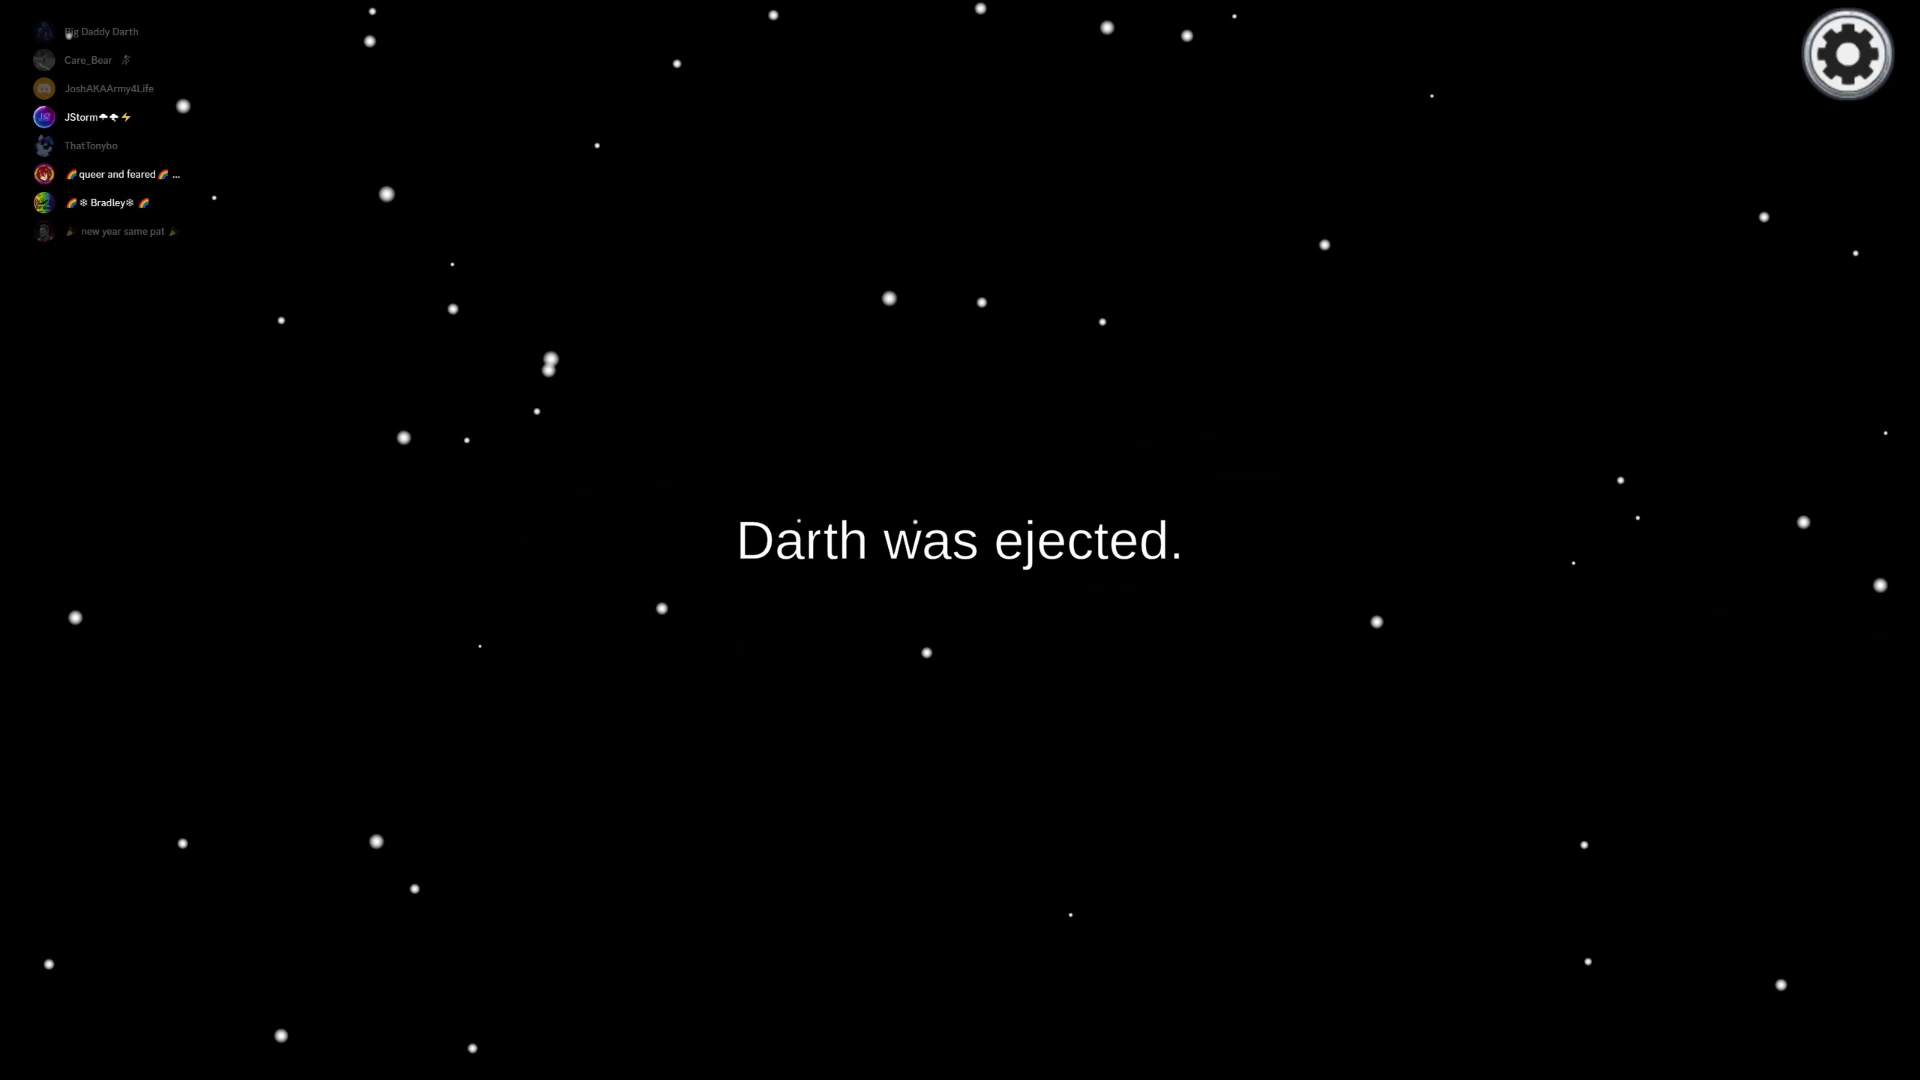 Big Daddy Darth
Care_Bear
JoshAKAArmy4Life
JStorm🌩🌪⚡
ThatTonybo
🌈queer and feared🌈 ...
🌈❄ Bradley❄ 🌈
🎉 new year same pat 🎉
Darth was ejected.